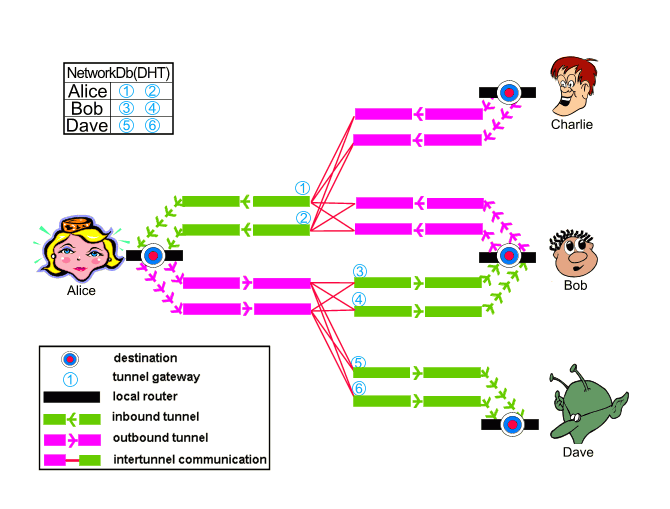 NetworkDb(DHT)
Alice 1 2
Bob 3 4
Dave 5 6
Charlie
1
2
Alice
3
4
Bob
5
6
Dave
destination
1 tunnel gateway
local router
inbound tunnel
outbound tunnel
intertunnel communication